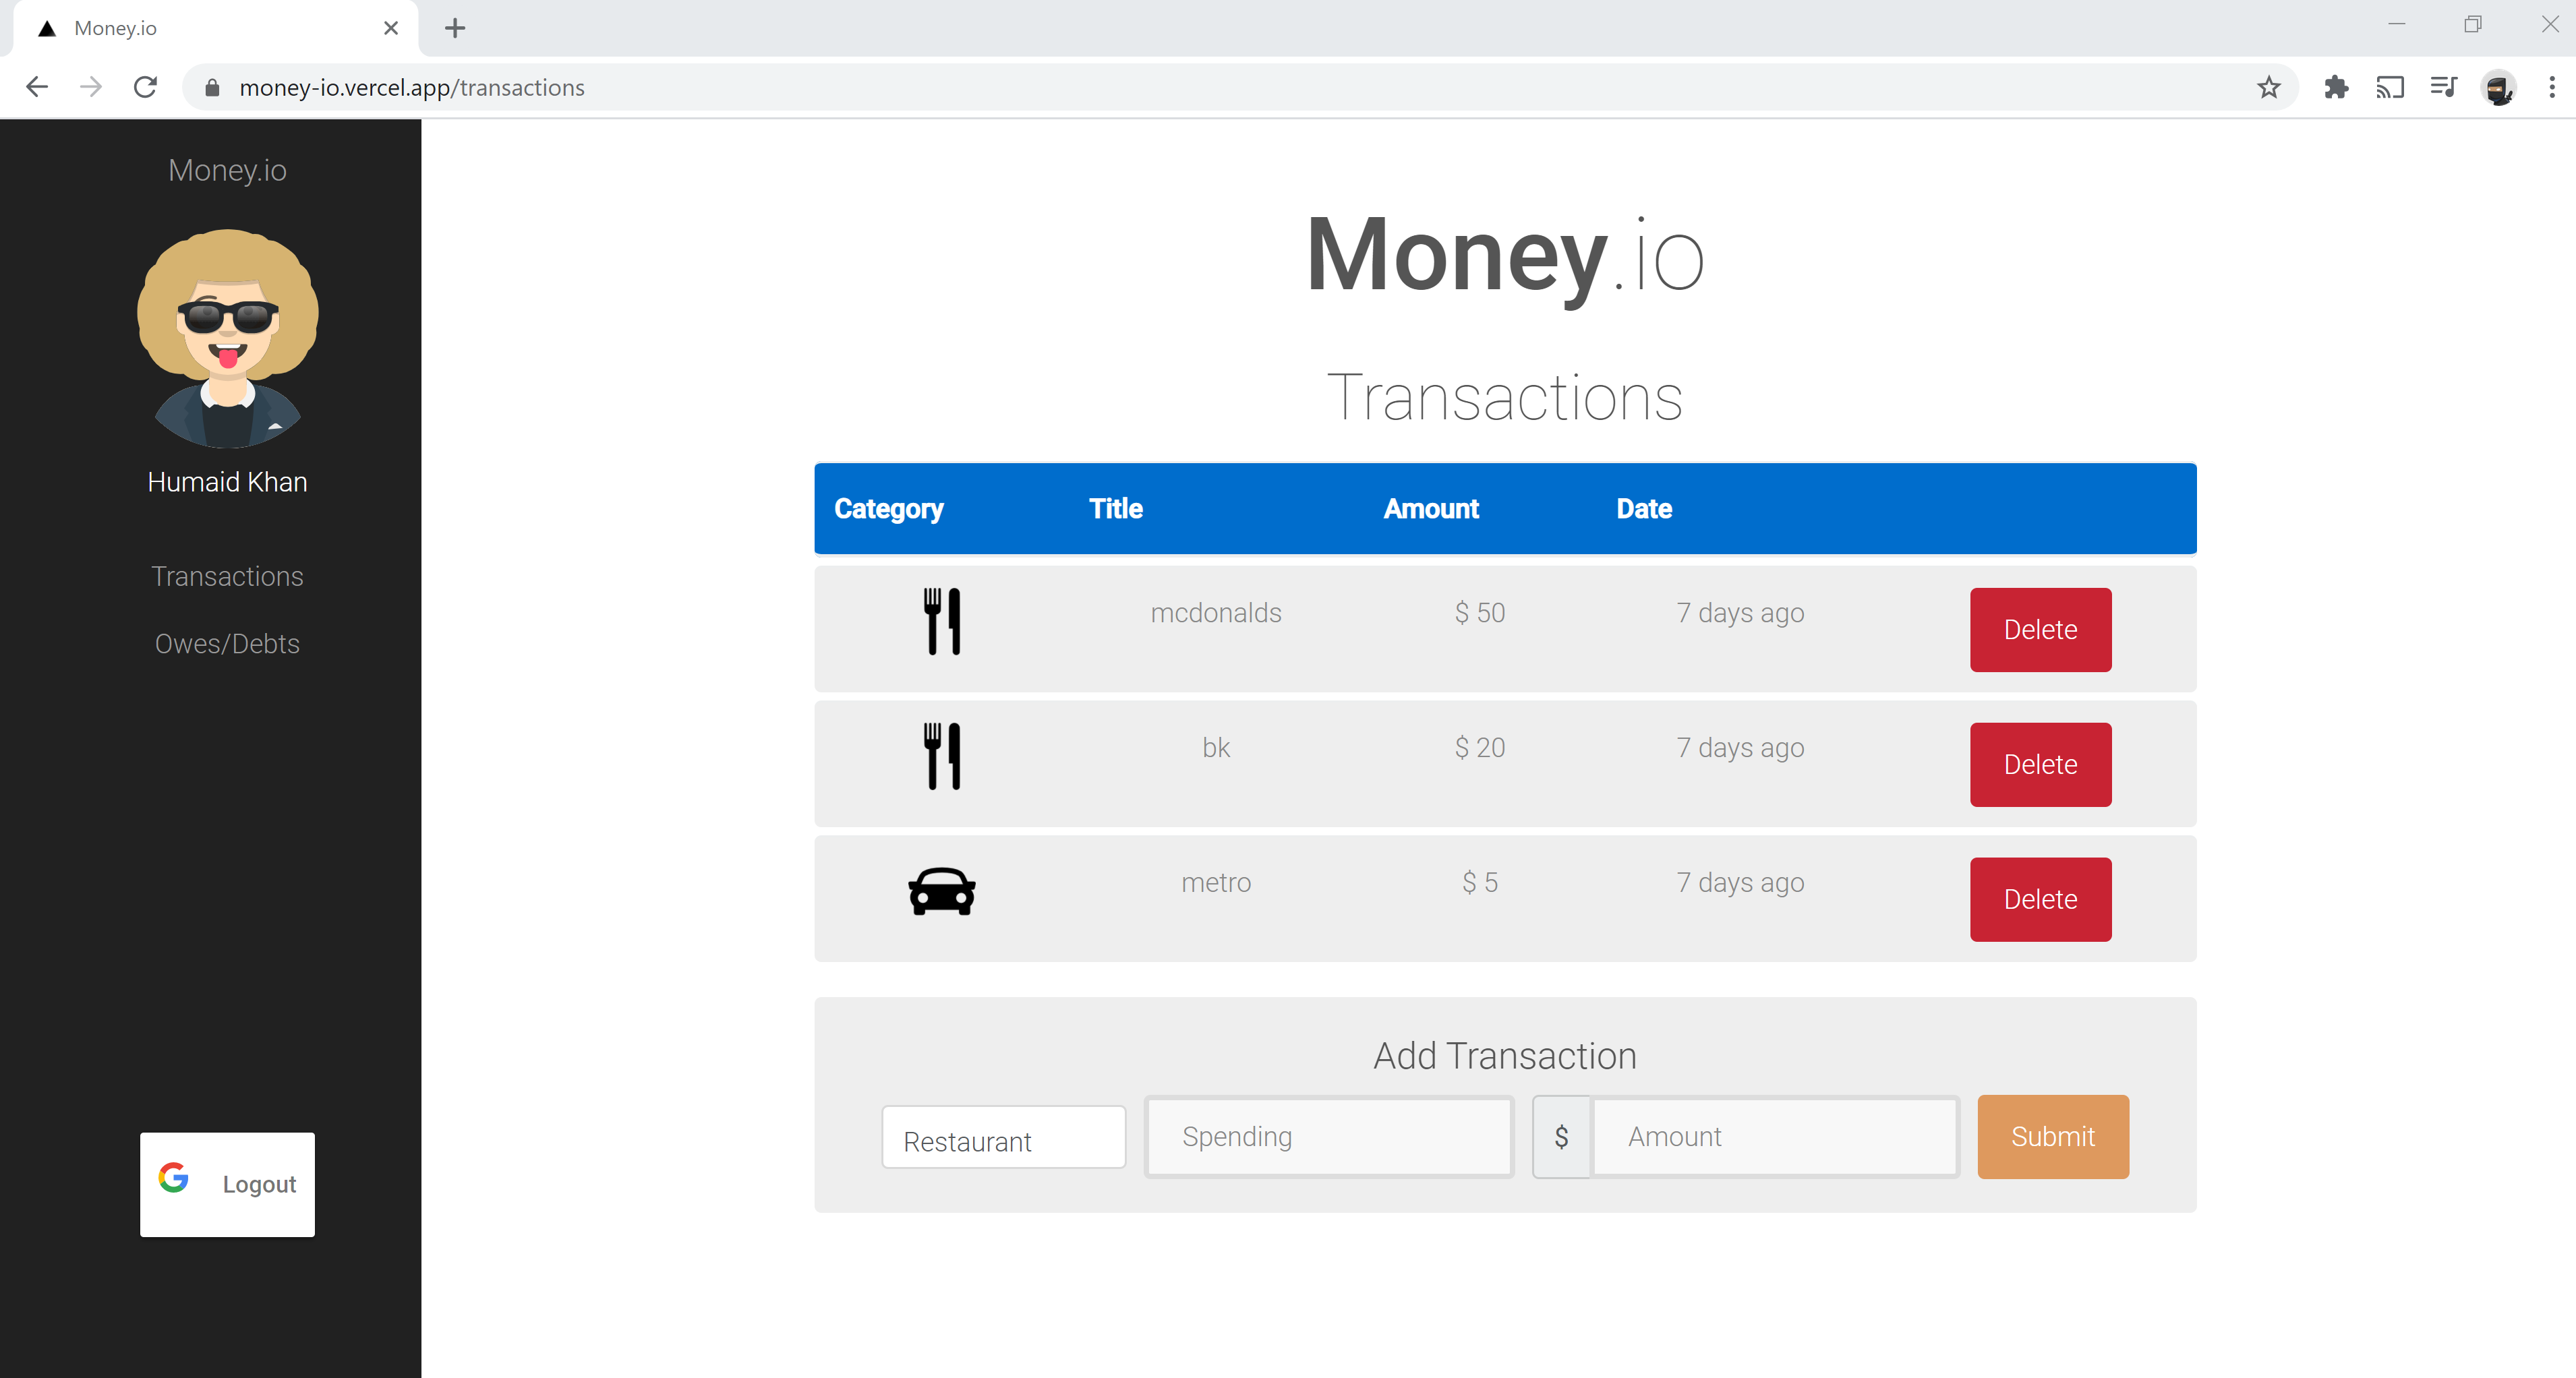 Money.io
money-io.vercel.app/transactions
Money.io
Humaid Khan
Transactions
Owes/Debts
Logout
Money.io
Transactions
Category Title Amount Date
mcdonalds $ 50 7 days ago Delete
bk $ 20 7 days ago Delete
metro $ 5 7 days ago Delete
Add Transaction
Restaurant Spending $ Amount Submit